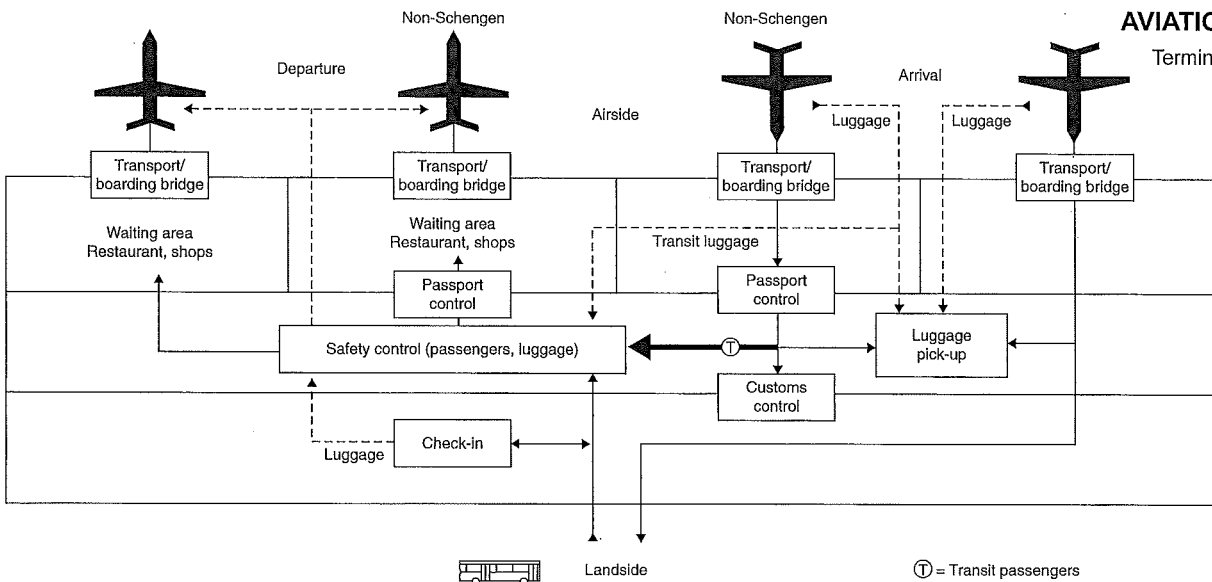 Non-Schengen
Non-Schengen
AVIATIO
Termin
Departure
Arrival
Airside
Luggage
Luggage
Transport/
boarding bridge
Transport/
boarding bridge
Transport/
boarding bridge
Transport/
boarding bridge
Waiting area
Restaurant, shops
Waiting area
Restaurant, shops
Transit luggage
Passport
control
Passport
control
Safety control (passengers, luggage)
T
Luggage
pick-up
Customs
control
Check-in
Luggage
Landside
T = Transit passengers